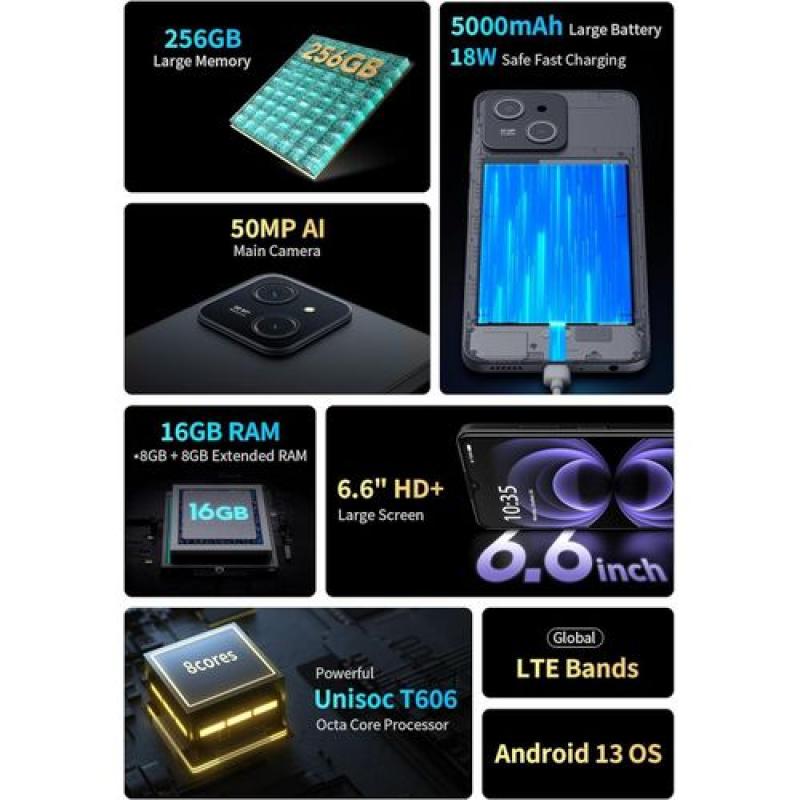 256GB
Large Memory
256GB
5000mAh Large Battery
18W Safe Fast Charging
50MP AI
Main Camera
16GB RAM
•8GB + 8GB Extended RAM
16GB
6.6" HD+
Large Screen
10:35
6.6inch
8cores
Powerful
Unisoc T606
Octa Core Processor
Global
LTE Bands
Android 13 OS